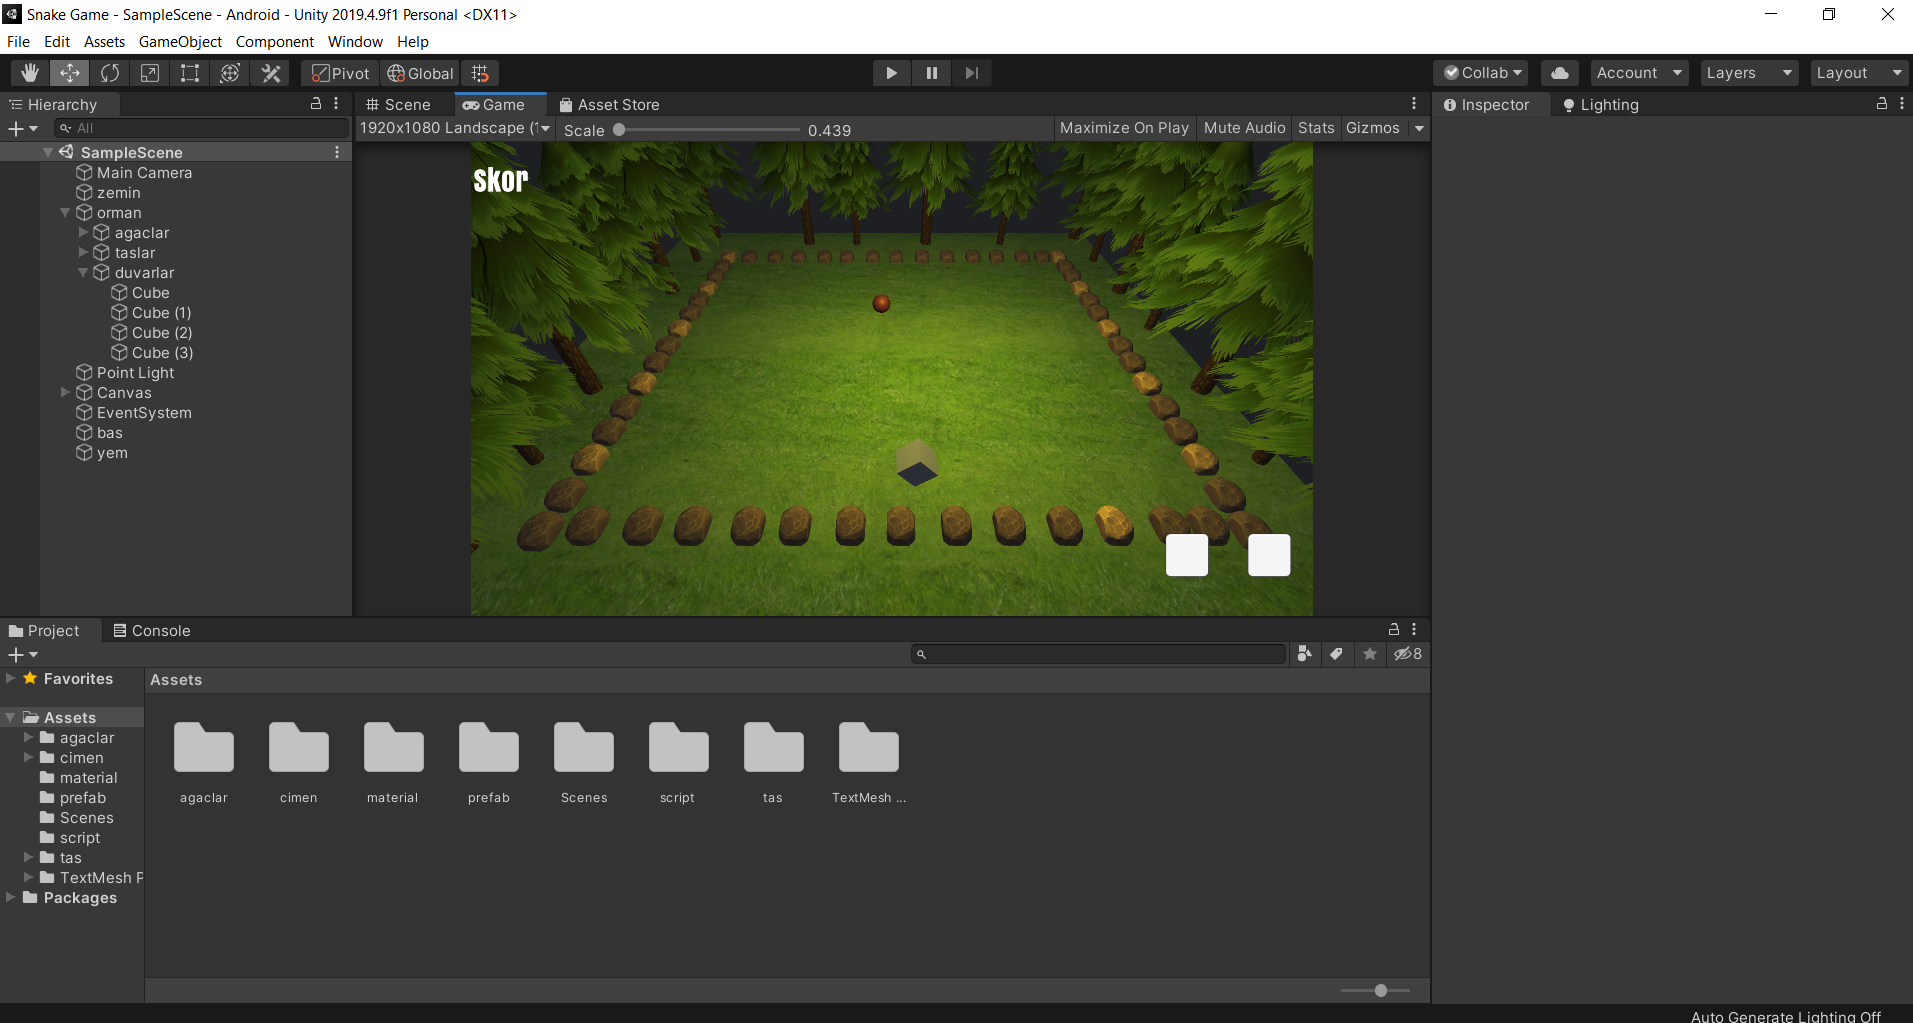 Snake Game - SampleScene - Android - Unity 2019.4.9f1 Personal <DX11>
File Edit Assets GameObject Component Window Help
Pivot Global Collab Account Layers Layout
Hierarchy
All
SampleScene
Main Camera
zemin
orman
agaclar
taslar
duvarlar
Cube
Cube (1)
Cube (2)
Cube (3)
Point Light
Canvas
EventSystem
bas
yem
Scene Game Asset Store
1920x1080 Landscape (1 Scale 0.439 Maximize On Play Mute Audio Stats Gizmos
Skor
Inspector Lighting
Project Console
8
Favorites
Assets
agaclar
cimen
material
prefab
Scenes
script
tas
TextMesh P
Packages
Assets
agaclar cimen material prefab Scenes script tas TextMesh ...
Auto Generate Lighting Off